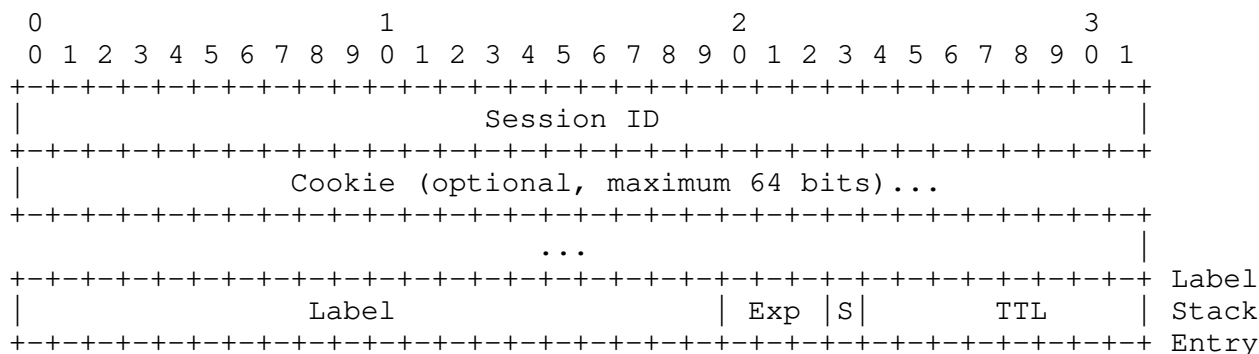 0                   1                   2                   3
 0 1 2 3 4 5 6 7 8 9 0 1 2 3 4 5 6 7 8 9 0 1 2 3 4 5 6 7 8 9 0 1
+-+-+-+-+-+-+-+-+-+-+-+-+-+-+-+-+-+-+-+-+-+-+-+-+-+-+-+-+-+-+-+-+
|                          Session ID                           |
+-+-+-+-+-+-+-+-+-+-+-+-+-+-+-+-+-+-+-+-+-+-+-+-+-+-+-+-+-+-+-+-+
|               Cookie (optional, maximum 64 bits)...
+-+-+-+-+-+-+-+-+-+-+-+-+-+-+-+-+-+-+-+-+-+-+-+-+-+-+-+-+-+-+-+-+
                              ...                               |
+-+-+-+-+-+-+-+-+-+-+-+-+-+-+-+-+-+-+-+-+-+-+-+-+-+-+-+-+-+-+-+-+ Label
|                Label                  | Exp |S|       TTL     | Stack
+-+-+-+-+-+-+-+-+-+-+-+-+-+-+-+-+-+-+-+-+-+-+-+-+-+-+-+-+-+-+-+-+ Entry